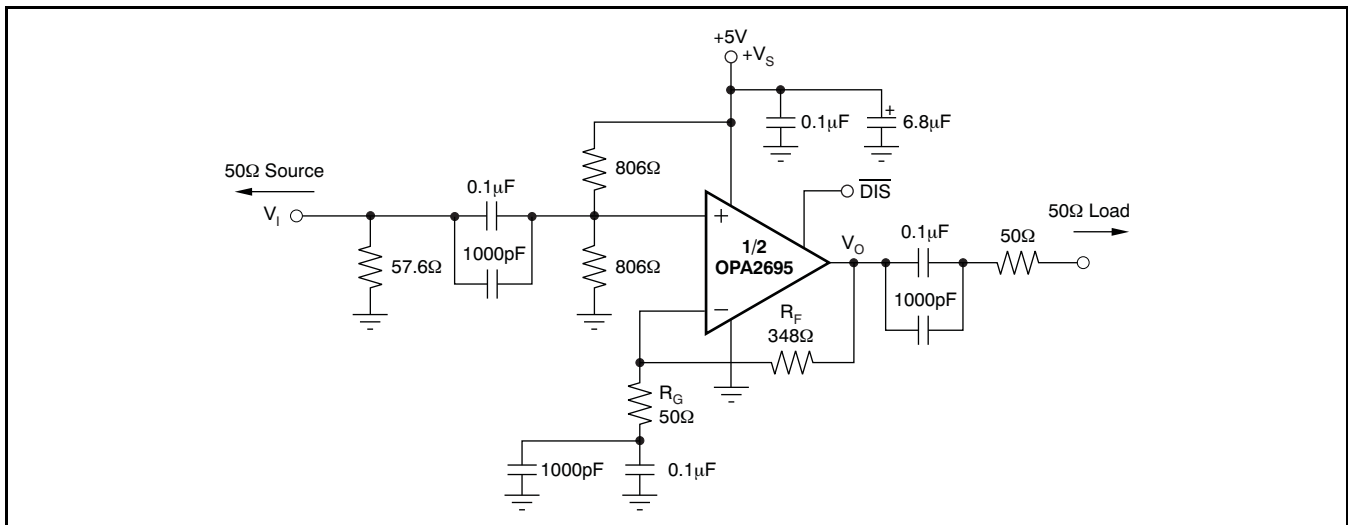 +5V
+V_S
0.1μF
+
6.8μF
806Ω
50Ω Source
0.1μF
DIS
V_I
+
50Ω Load
1/2
OPA2695
V_O
0.1μF
50Ω
57.6Ω
1000pF
806Ω
−
1000pF
R_F
348Ω
R_G
50Ω
1000pF
0.1μF